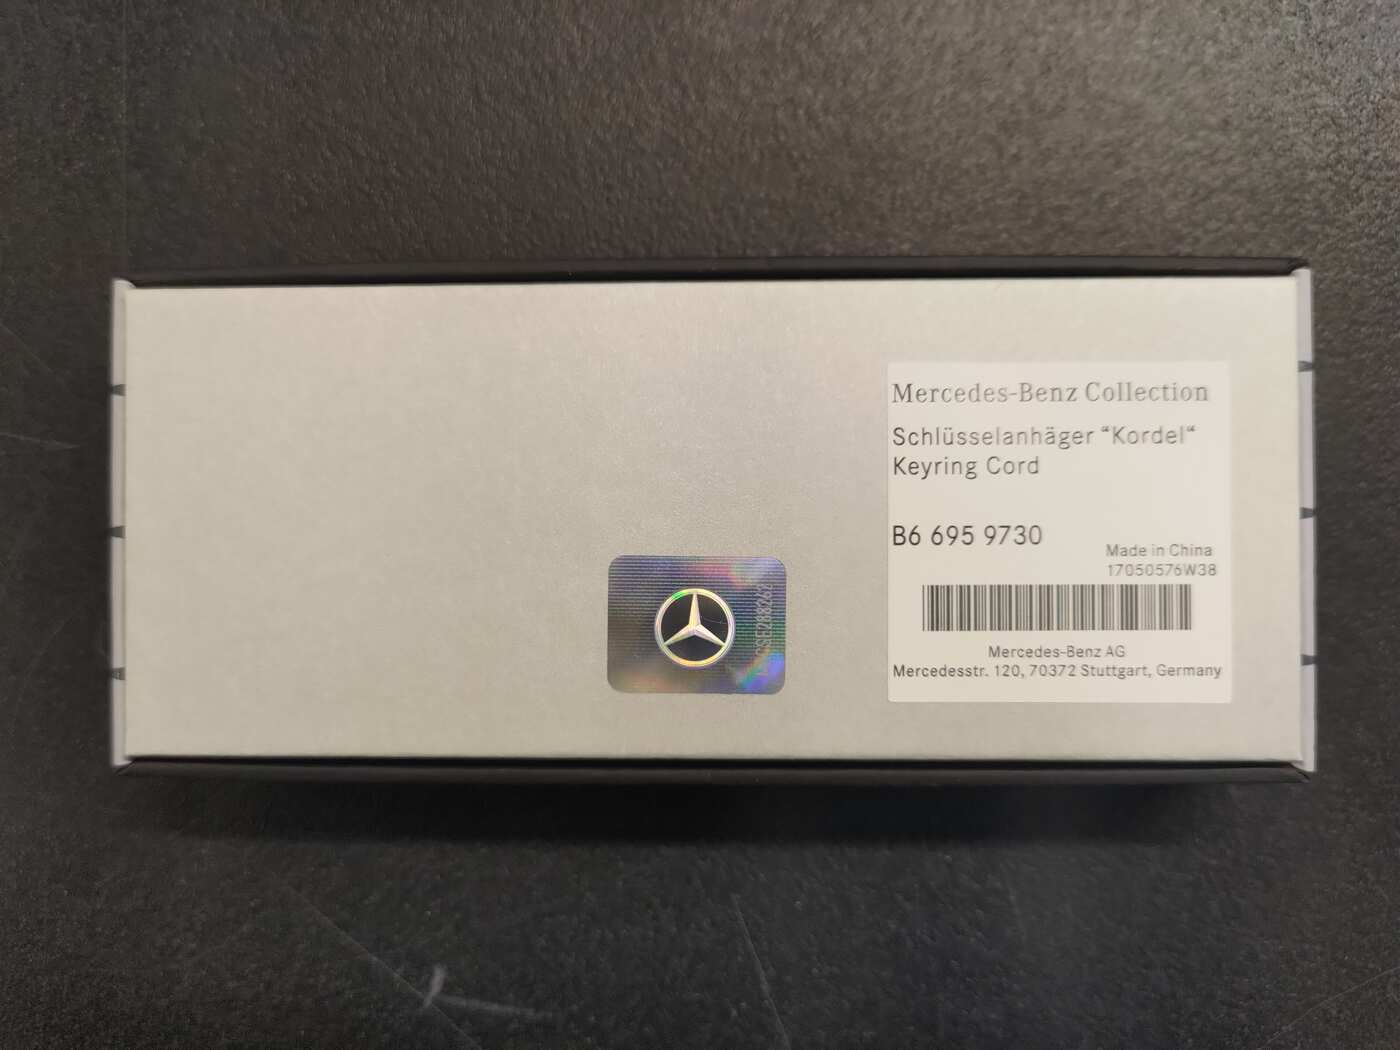 Mercedes-Benz Collection
Schlüsselanhäger “Kordel“
Keyring Cord
B6 695 9730
Made in China
17050576W38
Mercedes-Benz AG
Mercedesstr. 120, 70372 Stuttgart, Germany